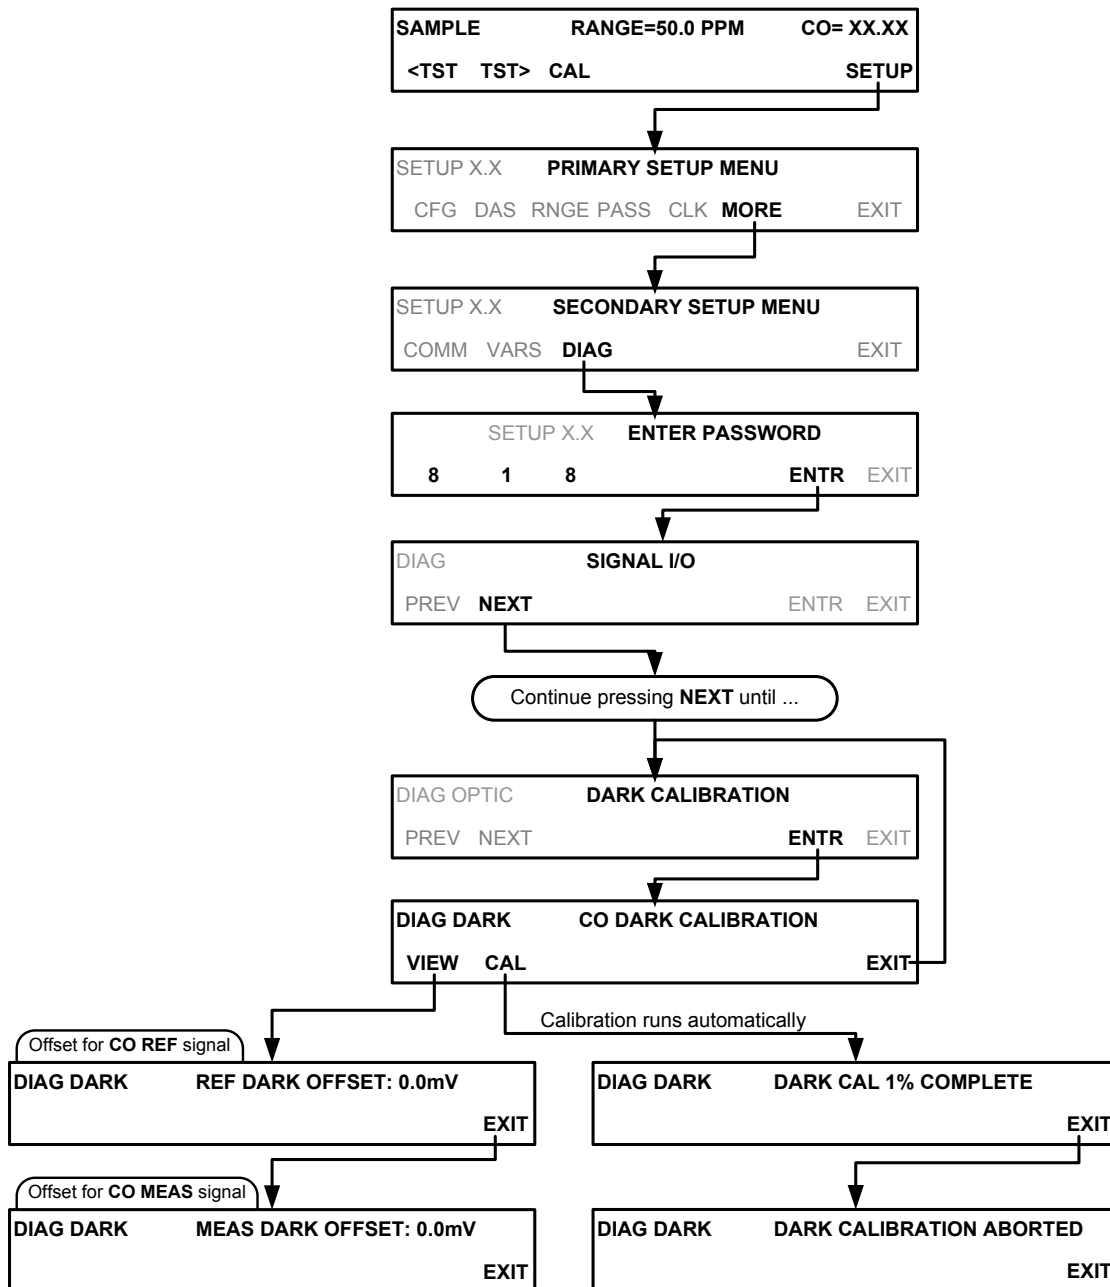 SAMPLE RANGE=50.0 PPM CO= XX.XX
<TST TST> CAL SETUP
SETUP X.X PRIMARY SETUP MENU
CFG DAS RNGE PASS CLK MORE EXIT
SETUP X.X SECONDARY SETUP MENU
COMM VARS DIAG EXIT
SETUP X.X ENTER PASSWORD
8 1 8 ENTR EXIT
DIAG SIGNAL I/O
PREV NEXT ENTR EXIT
Continue pressing NEXT until ...
DIAG OPTIC DARK CALIBRATION
PREV NEXT ENTR EXIT
DIAG DARK CO DARK CALIBRATION
VIEW CAL EXIT
Calibration runs automatically
Offset for CO REF signal
DIAG DARK REF DARK OFFSET: 0.0mV
EXIT
DIAG DARK DARK CAL 1% COMPLETE
EXIT
Offset for CO MEAS signal
DIAG DARK MEAS DARK OFFSET: 0.0mV
EXIT
DIAG DARK DARK CALIBRATION ABORTED
EXIT